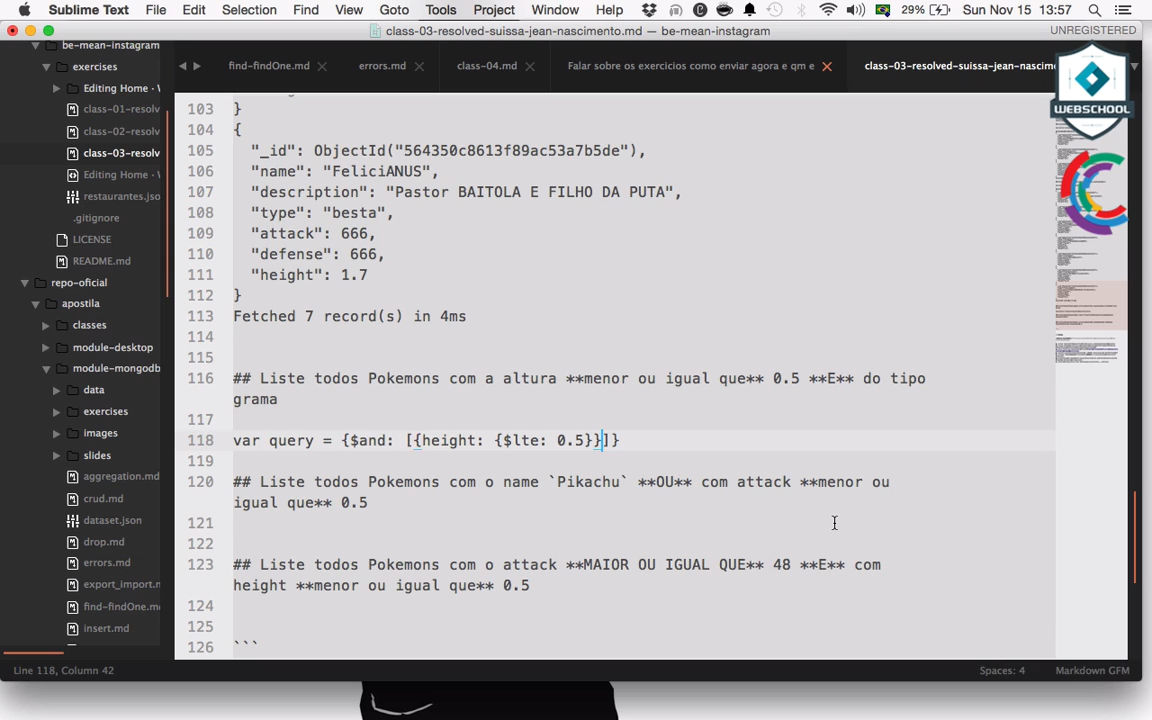 Sublime Text File Edit Selection Find View Goto Tools Project Window Help 29% Sun Nov 15 13:57
class-03-resolved-suissa-jean-nascimento.md — be-mean-instagram UNREGISTERED
find-findOne.md errors.md class-04.md Falar sobre os exercicios como enviar agora e qm e class-03-resolved-suissa-jean-nascime
WEBSCHOOL
be-mean-instagram
exercises
Editing Home ·
class-01-resolv
class-02-resolv
class-03-resolv
Editing Home ·
restaurantes.jso
.gitignore
LICENSE
README.md
repo-oficial
apostila
classes
module-desktop
module-mongodb
data
exercises
images
slides
aggregation.md
crud.md
dataset.json
drop.md
errors.md
export_import.m
find-findOne.md
insert.md
103 }
104 {
105 "_id": ObjectId("564350c8613f89ac53a7b5de"),
106 "name": "FeliciANUS",
107 "description": "Pastor BAITOLA E FILHO DA PUTA",
108 "type": "besta",
109 "attack": 666,
110 "defense": 666,
111 "height": 1.7
112 }
113 Fetched 7 record(s) in 4ms
114
115
116 ## Liste todos Pokemons com a altura **menor ou igual que** 0.5 **E** do tipo
grama
117
118 var query = {$and: [{height: {$lte: 0.5}}]}
119
120 ## Liste todos Pokemons com o name `Pikachu` **OU** com attack **menor ou
igual que** 0.5
121
122
123 ## Liste todos Pokemons com o attack **MAIOR OU IGUAL QUE** 48 **E** com
height **menor ou igual que** 0.5
124
125
126 ```
Line 118, Column 42 Spaces: 4 Markdown GFM